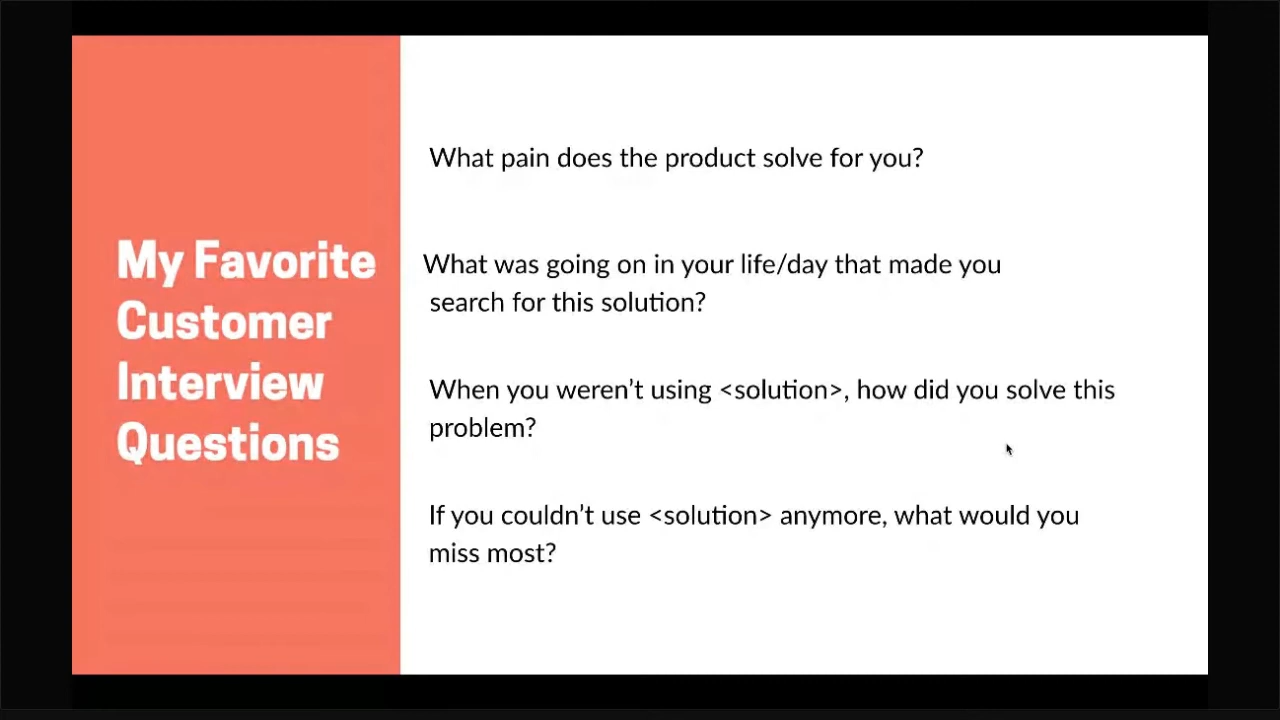 My Favorite
Customer
Interview
Questions
What pain does the product solve for you?
What was going on in your life/day that made you
search for this solution?
When you weren’t using <solution>, how did you solve this
problem?
If you couldn’t use <solution> anymore, what would you
miss most?